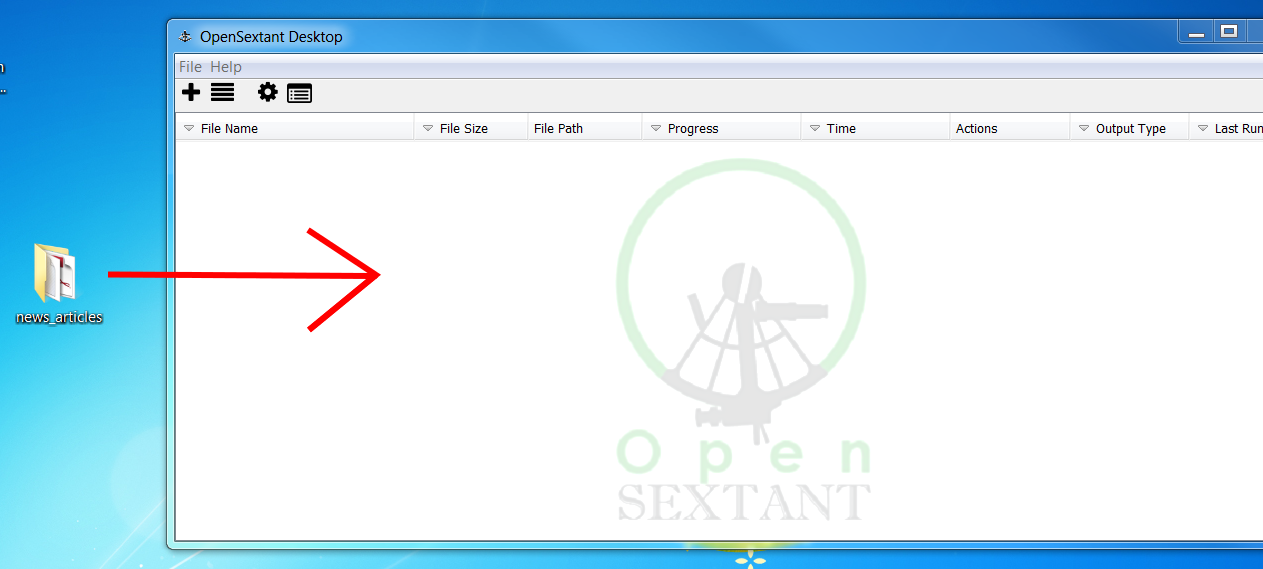 OpenSextant Desktop
File Help
File Name File Size File Path Progress Time Actions Output Type Last Run
news_articles
Open
SEXTANT